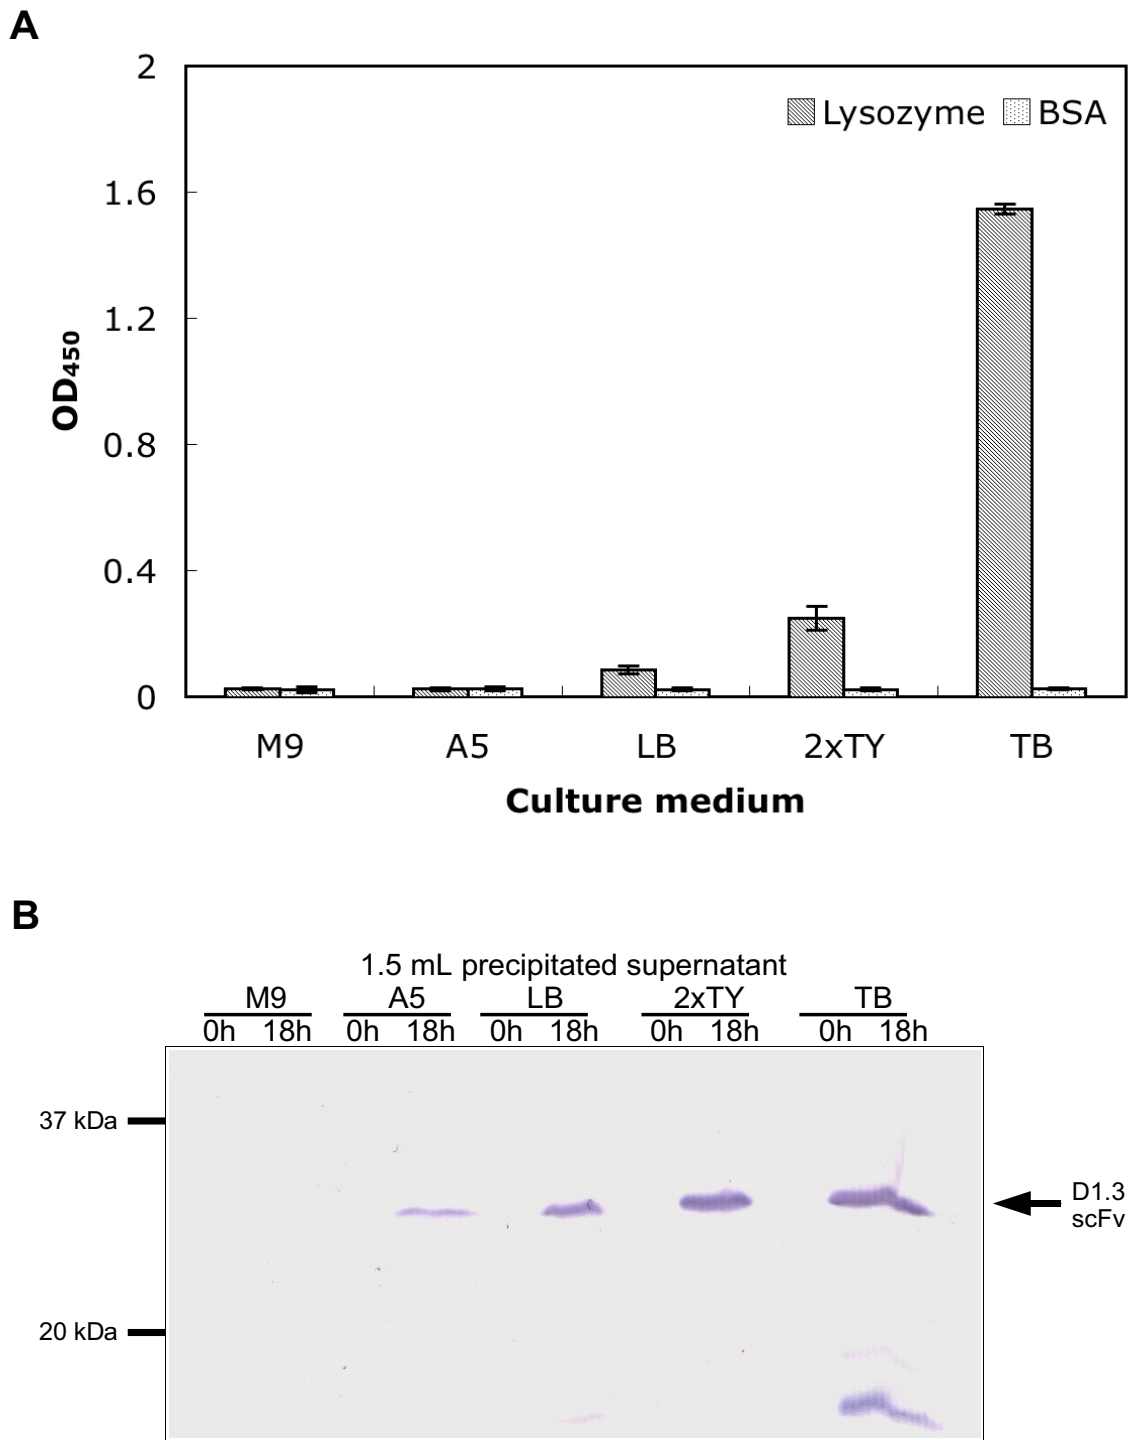 A
2
Lysozyme BSA
1.6
1.2
OD450
0.8
0.4
0
M9 A5 LB 2xTY TB
Culture medium
B
1.5 mL precipitated supernatant
M9 A5 LB 2xTY TB
0h 18h 0h 18h 0h 18h 0h 18h 0h 18h
37 kDa
D1.3
scFv
20 kDa